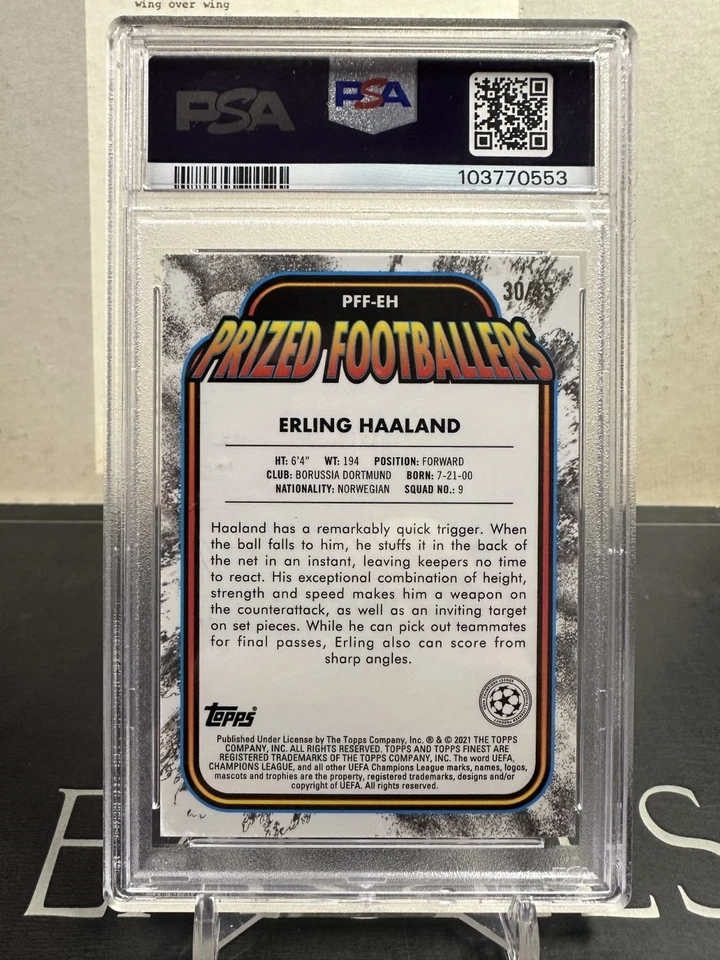 wing over wing
PSA
PSA
103770553
PFF-EH
30/45
PRIZED FOOTBALLERS
ERLING HAALAND
HT: 6'4" WT: 194 POSITION: FORWARD
CLUB: BORUSSIA DORTMUND BORN: 7-21-00
NATIONALITY: NORWEGIAN SQUAD NO.: 9
Haaland has a remarkably quick trigger. When
the ball falls to him, he stuffs it in the back of
the net in an instant, leaving keepers no time
to react. His exceptional combination of height,
strength and speed makes him a weapon on
the counterattack, as well as an inviting target
on set pieces. While he can pick out teammates
for final passes, Erling also can score from
sharp angles.
Topps
Published Under License by The Topps Company, Inc. ® & © 2021 THE TOPPS
COMPANY, INC. ALL RIGHTS RESERVED. TOPPS AND TOPPS FINEST ARE
REGISTERED TRADEMARKS OF THE TOPPS COMPANY, INC. The word UEFA,
CHAMPIONS LEAGUE, and all other UEFA Champions League marks, names, logos,
mascots and trophies are the property, registered trademarks, designs and/or
copyright of UEFA. All rights reserved.